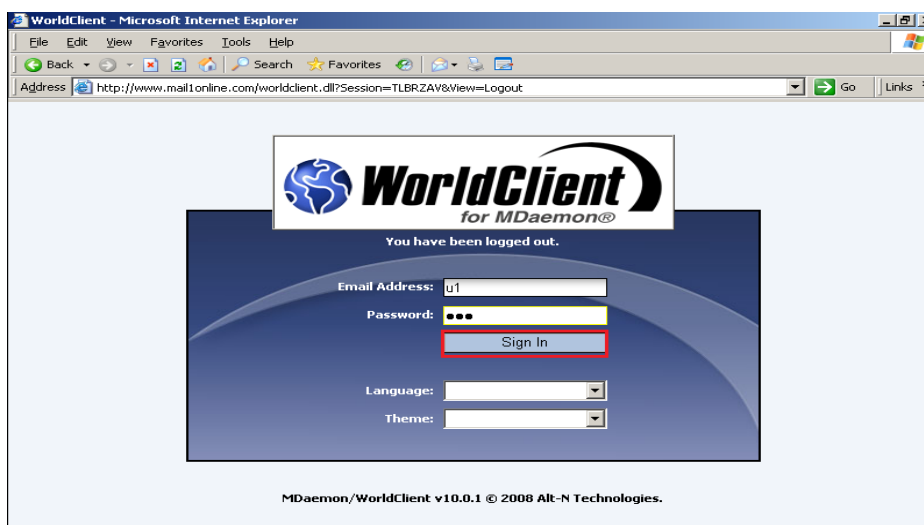 WorldClient - Microsoft Internet Explorer
File Edit View Favorites Tools Help
Back Search Favorites
Address http://www.mail1online.com/worldclient.dll?Session=TLBRZAV&View=Logout Go Links
WorldClient
for MDaemon®
You have been logged out.
Email Address: u1
Password: ●●●
Sign In
Language:
Theme:
MDaemon/WorldClient v10.0.1 © 2008 Alt-N Technologies.